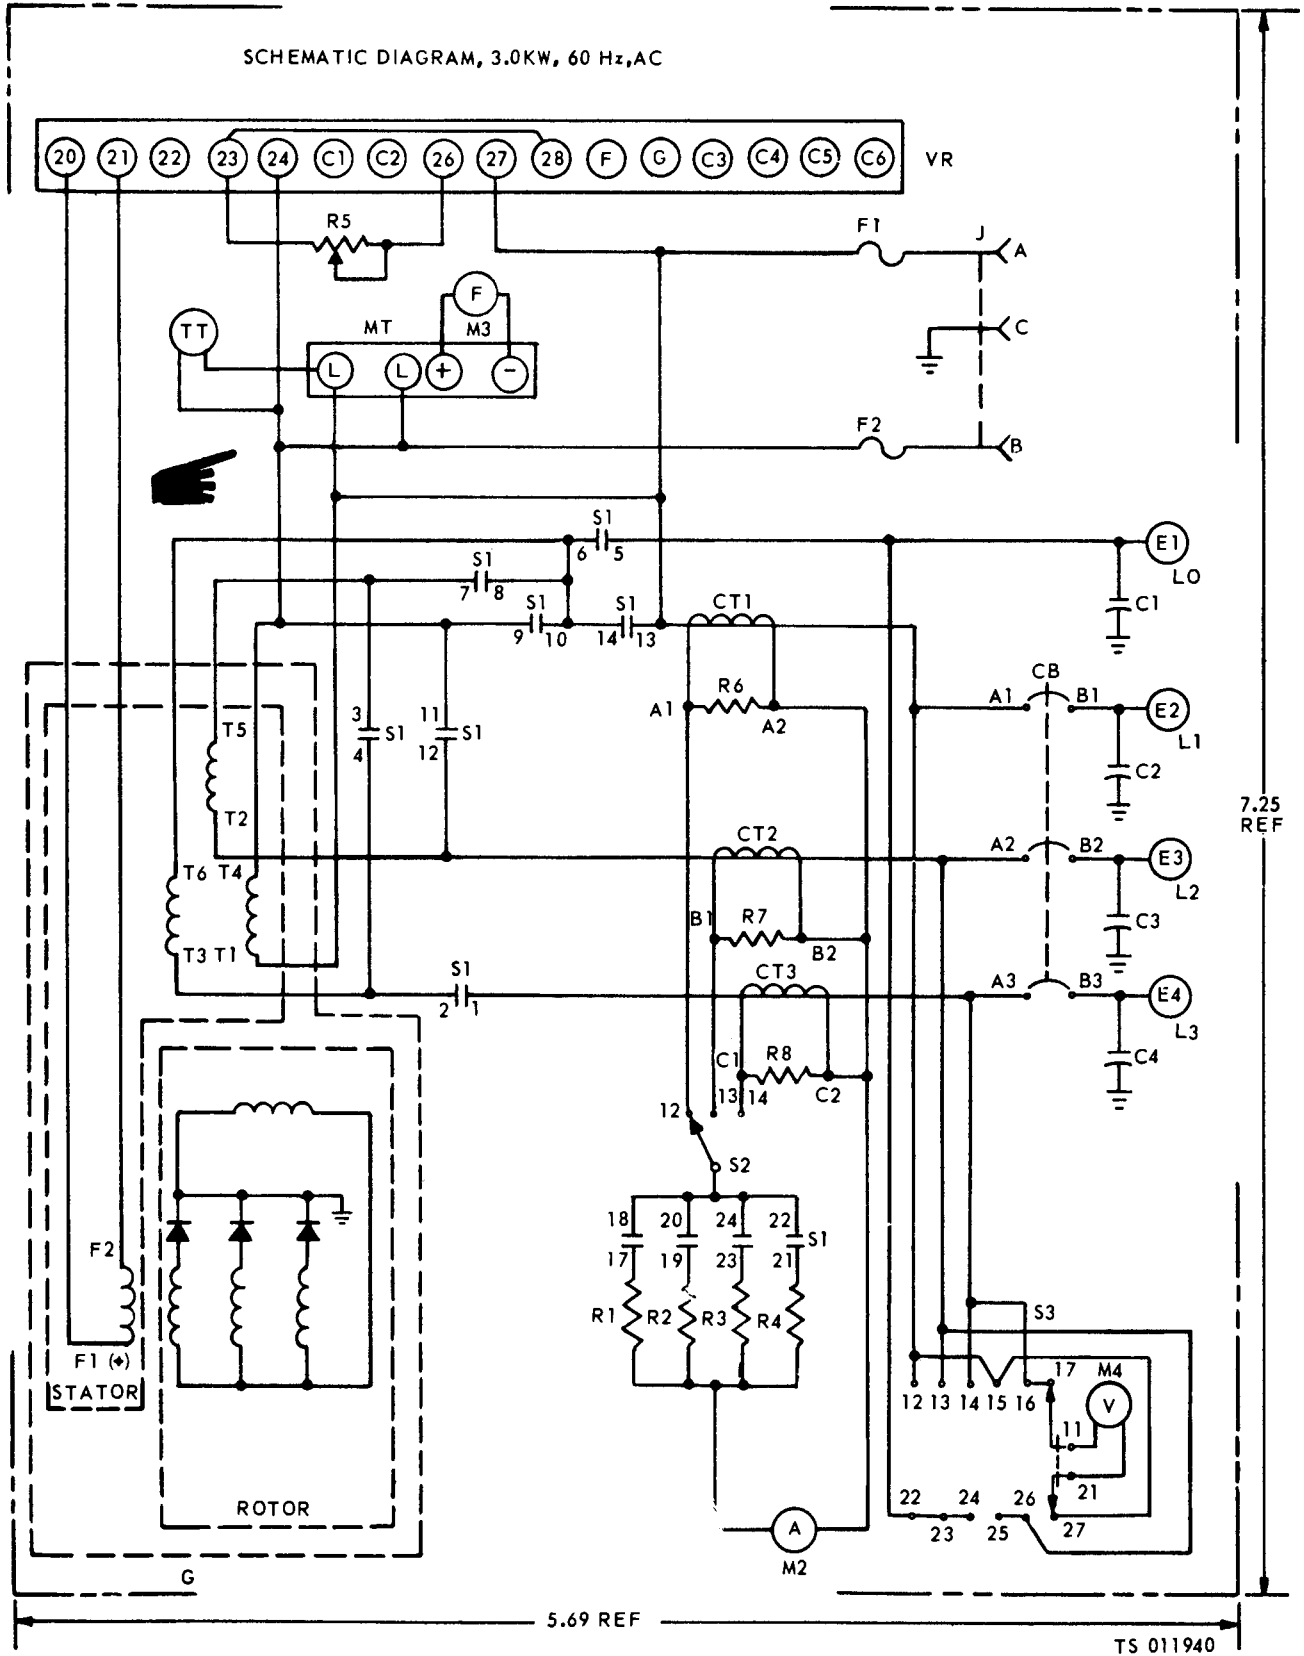 SCHEMATIC DIAGRAM, 3.0KW, 60 Hz,AC
20 21 22 23 24 C1 C2 26 27 28 F G C3 C4 C5 C6 VR
R5
F1
J
A
F
TT
MT
M3
C
L L + -
F2
B
S1
6 5
E1
LO
S1
7 8
S1
S1
CT1
C1
9 10 14 13
CB
R6
A1
A2
A1 B1
E2
L1
T5
3
S1
4
11
S1
12
C2
7.25
REF
T2
CT2
A2 B2
E3
L2
T6 T4
B1
R7
B2
C3
T3 T1
S1
2 1
CT3
A3 B3
E4
L3
C1
R8
C2
C4
12
13
14
S2
18 20 24 22
S1
17 19 23 21
F2
R1 R2 R3 R4
S3
F1 (+)
STATOR
17
M4
12 13 14 15 16
V
11
21
ROTOR
22 24 26
23 25 27
A
M2
G
5.69 REF
TS 011940